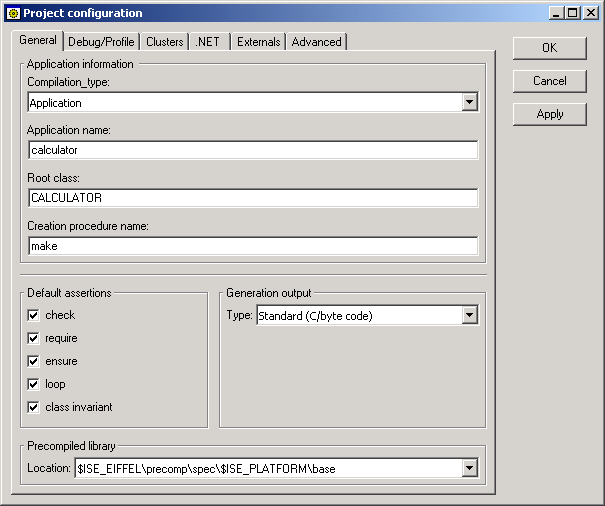 Project configuration
General Debug/Profile Clusters .NET Externals Advanced
OK
Cancel
Apply
Application information
Compilation_type:
Application
Application name:
calculator
Root class:
CALCULATOR
Creation procedure name:
make
Default assertions
check
require
ensure
loop
class invariant
Generation output
Type: Standard (C/byte code)
Precompiled library
Location: $ISE_EIFFEL\precomp\spec\$ISE_PLATFORM\base